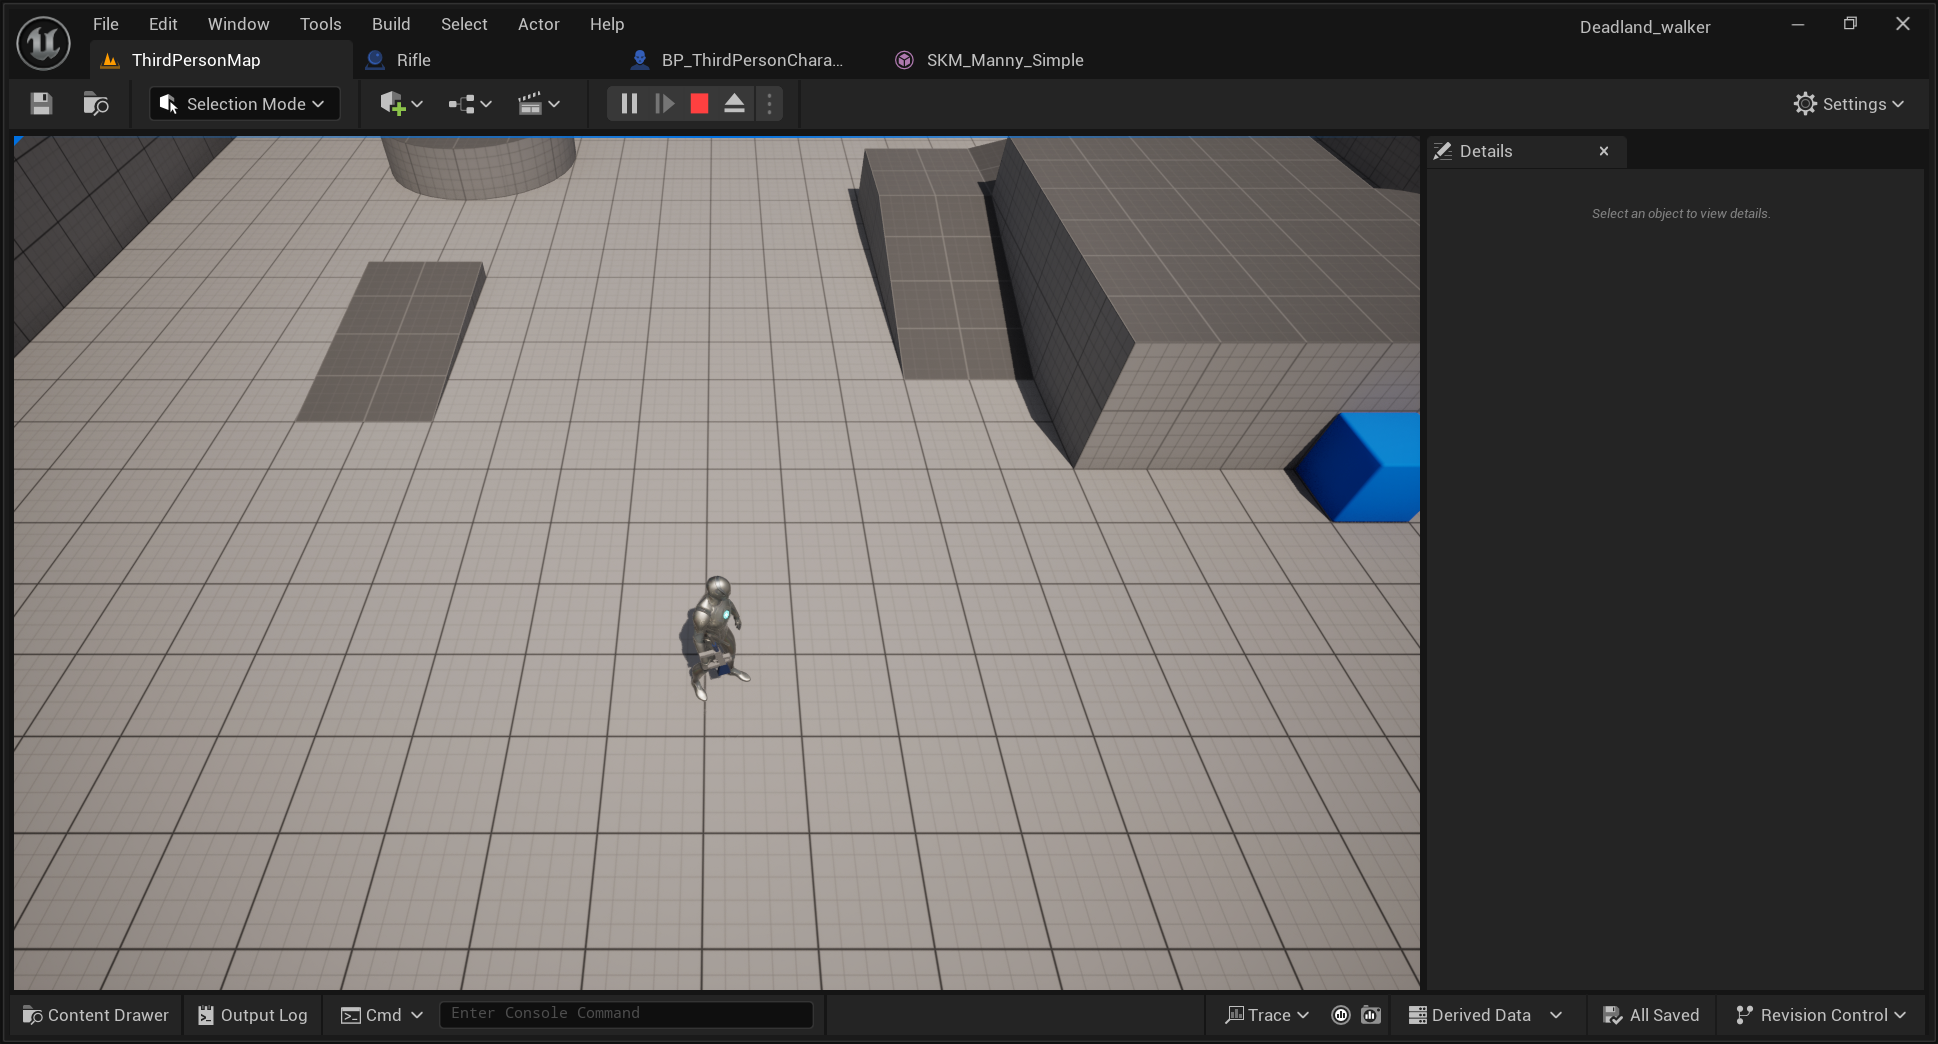 File Edit Window Tools Build Select Actor Help
Deadland_walker
ThirdPersonMap
Rifle
BP_ThirdPersonChara...
SKM_Manny_Simple
Selection Mode
Settings
Details
Select an object to view details.
Content Drawer
Output Log
Cmd
Enter Console Command
Trace
Derived Data
All Saved
Revision Control